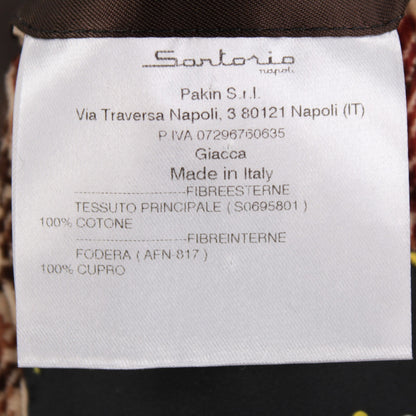 Sartorio
napoli
Pakin S.r.l.
Via Traversa Napoli, 3 80121 Napoli (IT)
P.IVA 07296760635
Giacca
Made in Italy
------------------------FIBREESTERNE
TESSUTO PRINCIPALE ( S0695801 )
100% COTONE
------------------------FIBREINTERNE
FODERA ( AFN-817 )
100% CUPRO